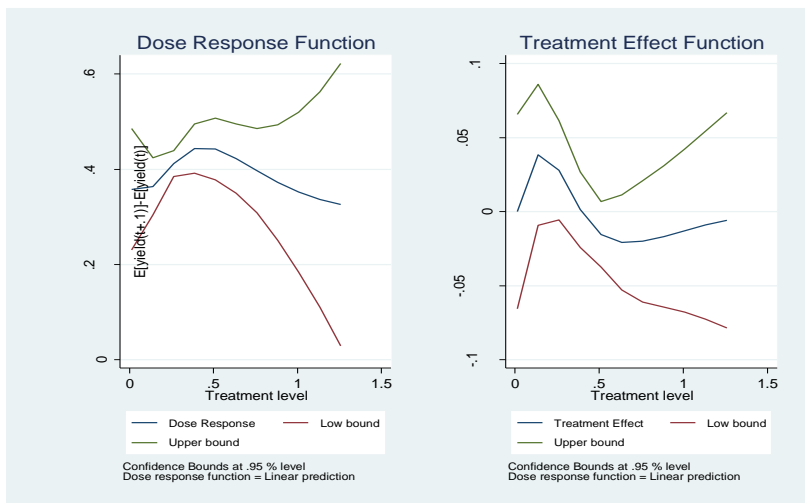 Dose Response Function
E[yield(t+.1)]-E[yield(t)]
.6
.4
.2
0
0 .5 1 1.5
Treatment level
Dose Response
Low bound
Upper bound
Confidence Bounds at .95 % level
Dose response function = Linear prediction
Treatment Effect Function
.1
.05
0
-.05
-.1
0 .5 1 1.5
Treatment level
Treatment Effect
Low bound
Upper bound
Confidence Bounds at .95 % level
Dose response function = Linear prediction